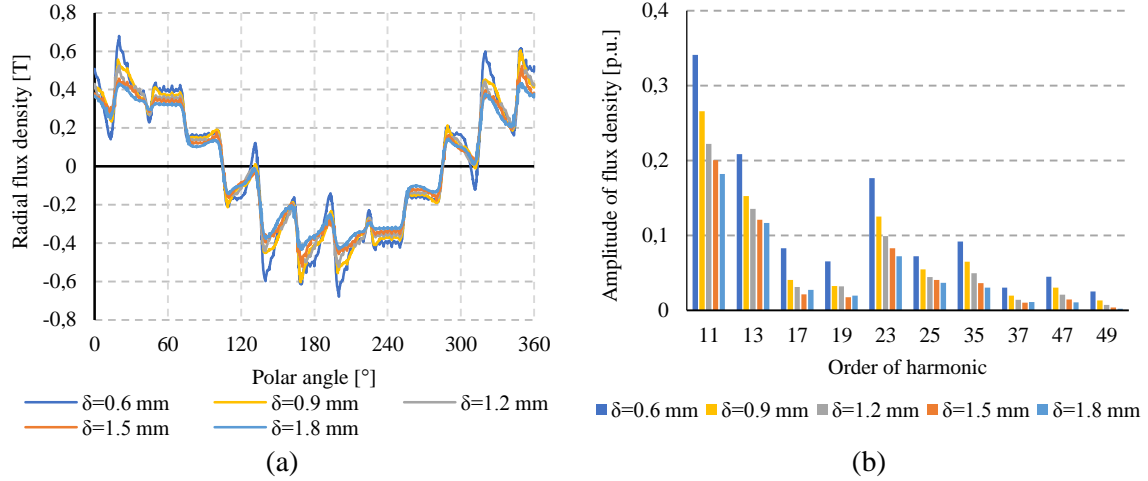 Radial flux density [T]
0,8
0,6
0,4
0,2
0
-0,2
-0,4
-0,6
-0,8
0 60 120 180 240 300 360
Polar angle [°]
δ=0.6 mm δ=0.9 mm δ=1.2 mm
δ=1.5 mm δ=1.8 mm
(a)
Amplitude of flux density [p.u.]
0,4
0,3
0,2
0,1
0
11 13 17 19 23 25 35 37 47 49
Order of harmonic
δ=0.6 mm δ=0.9 mm δ=1.2 mm δ=1.5 mm δ=1.8 mm
(b)